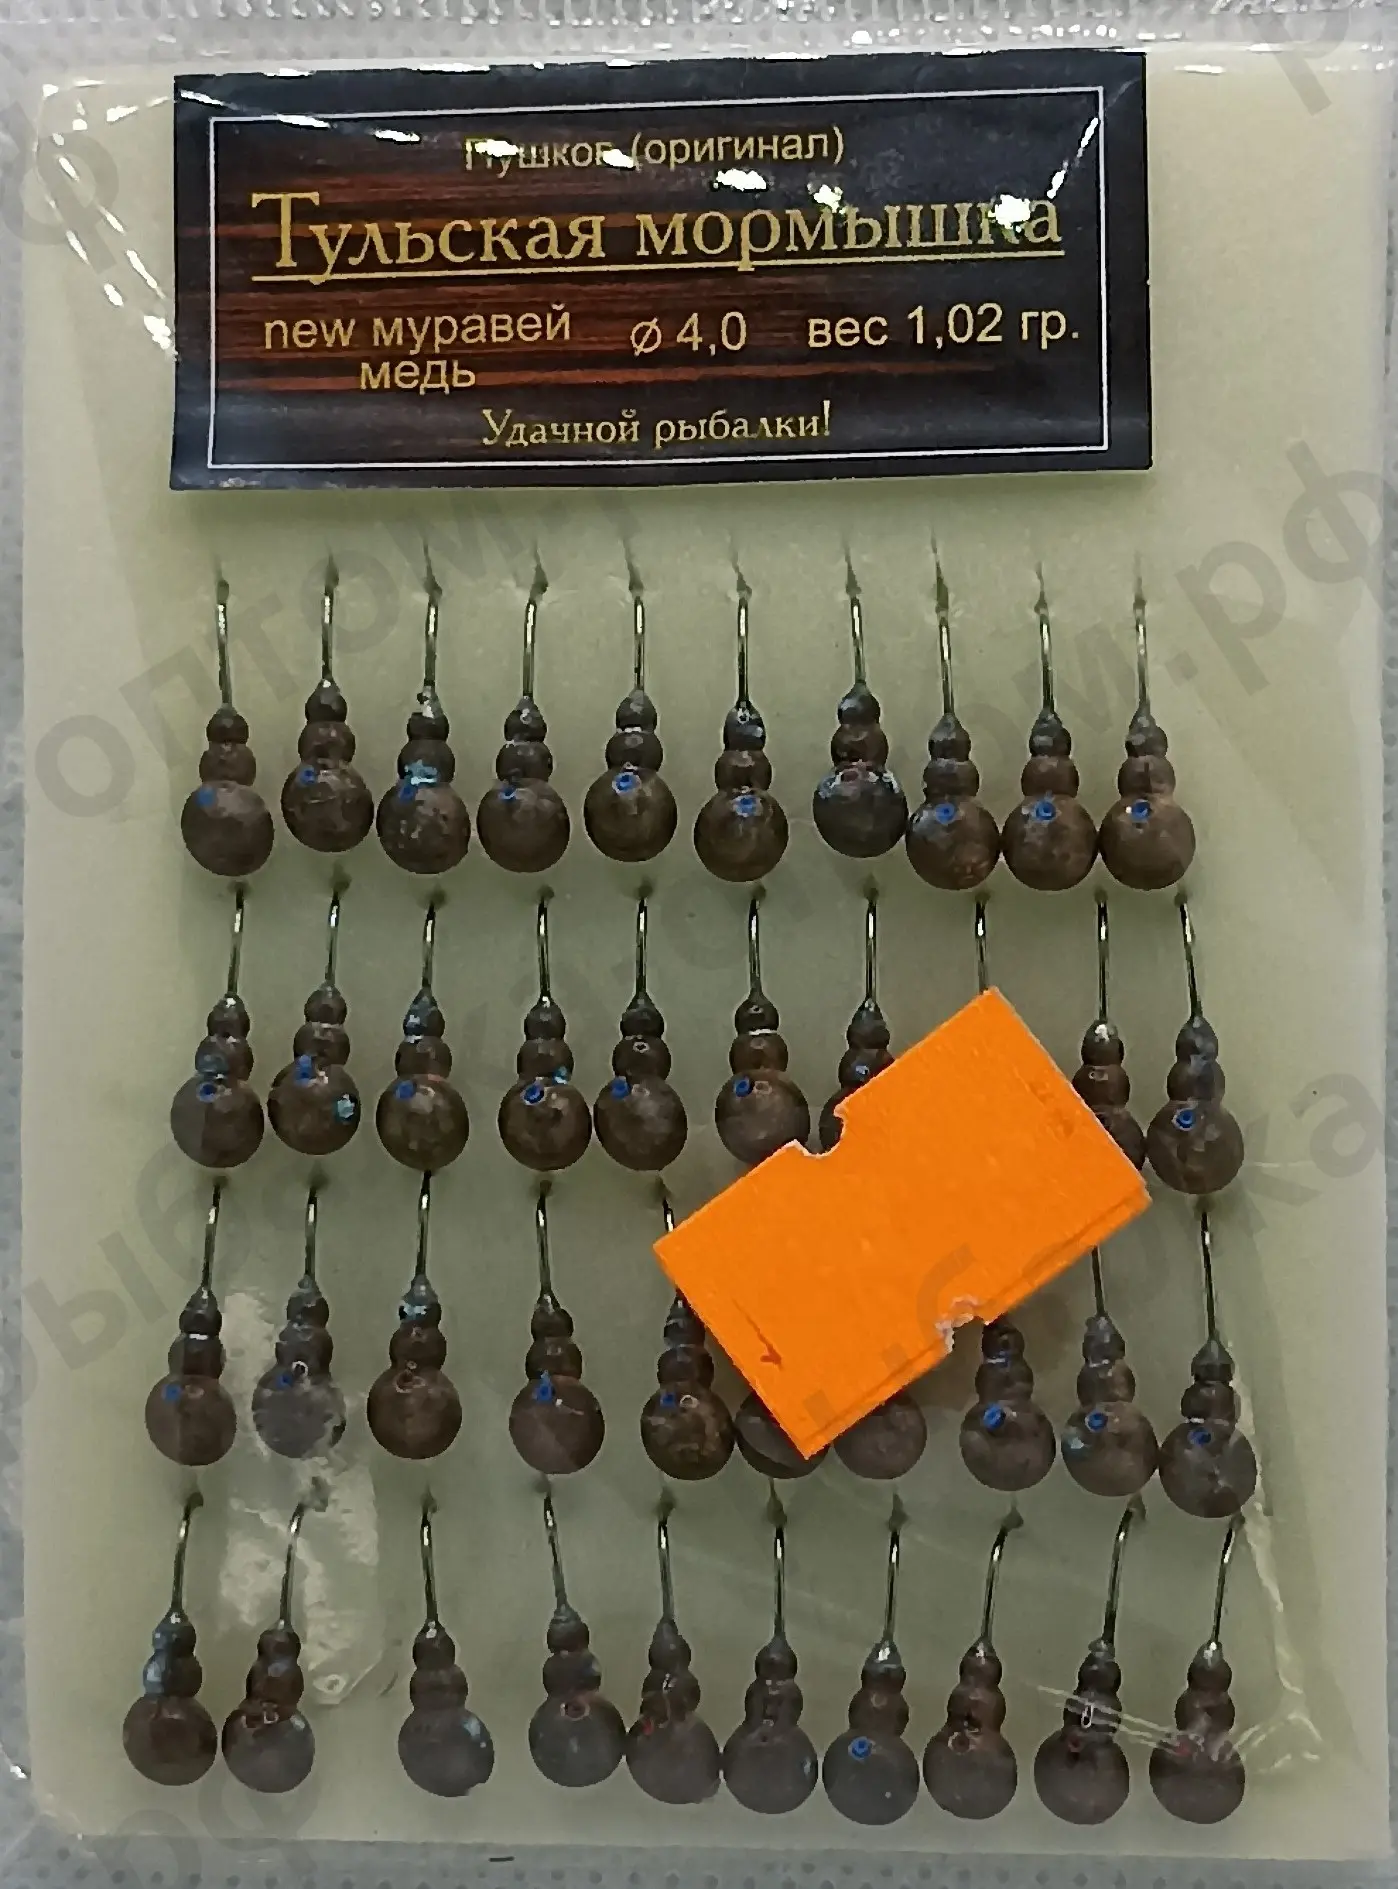 Пушков (оригинал)
Тульская мормышка
new муравей ⌀ 4,0 вес 1,02 гр.
медь
Удачной рыбалки!